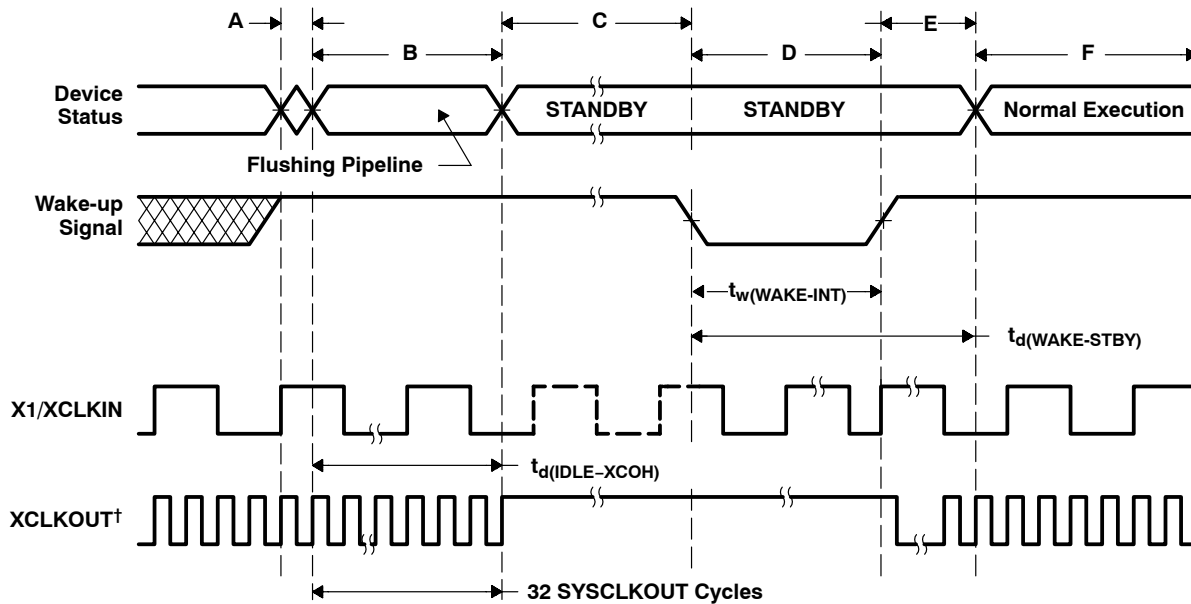 A
B
C
D
E
F
Device
Status
STANDBY
STANDBY
Normal Execution
Flushing Pipeline
Wake-up
Signal
tw(WAKE-INT)
td(WAKE-STBY)
X1/XCLKIN
td(IDLE−XCOH)
XCLKOUT†
32 SYSCLKOUT Cycles